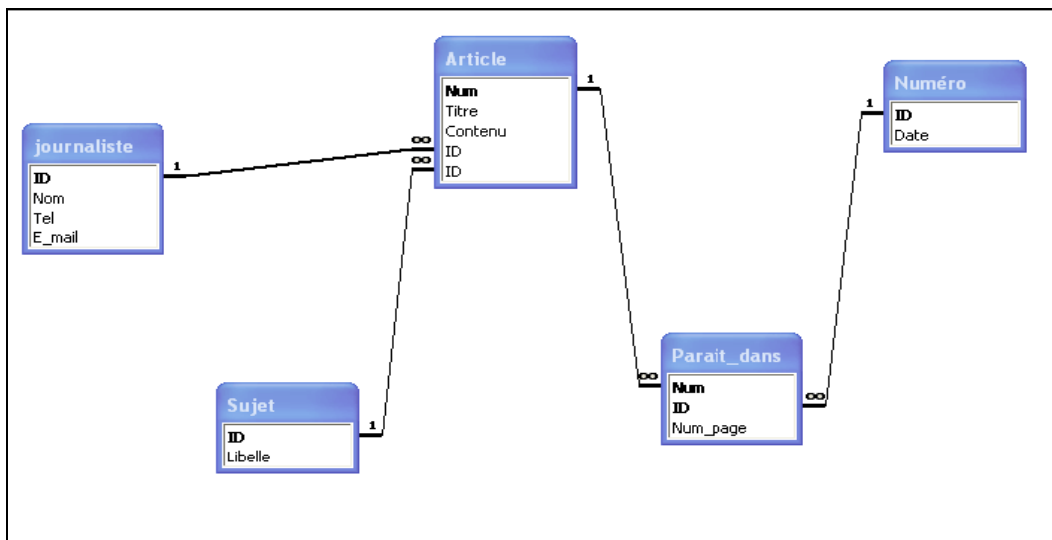 journaliste
ID
Nom
Tel
E_mail
1
∞
∞
Article
Num
Titre
Contenu
ID
ID
1
Sujet
ID
Libelle
1
Parait_dans
Num
ID
Num_page
∞
∞
Numéro
ID
Date
1